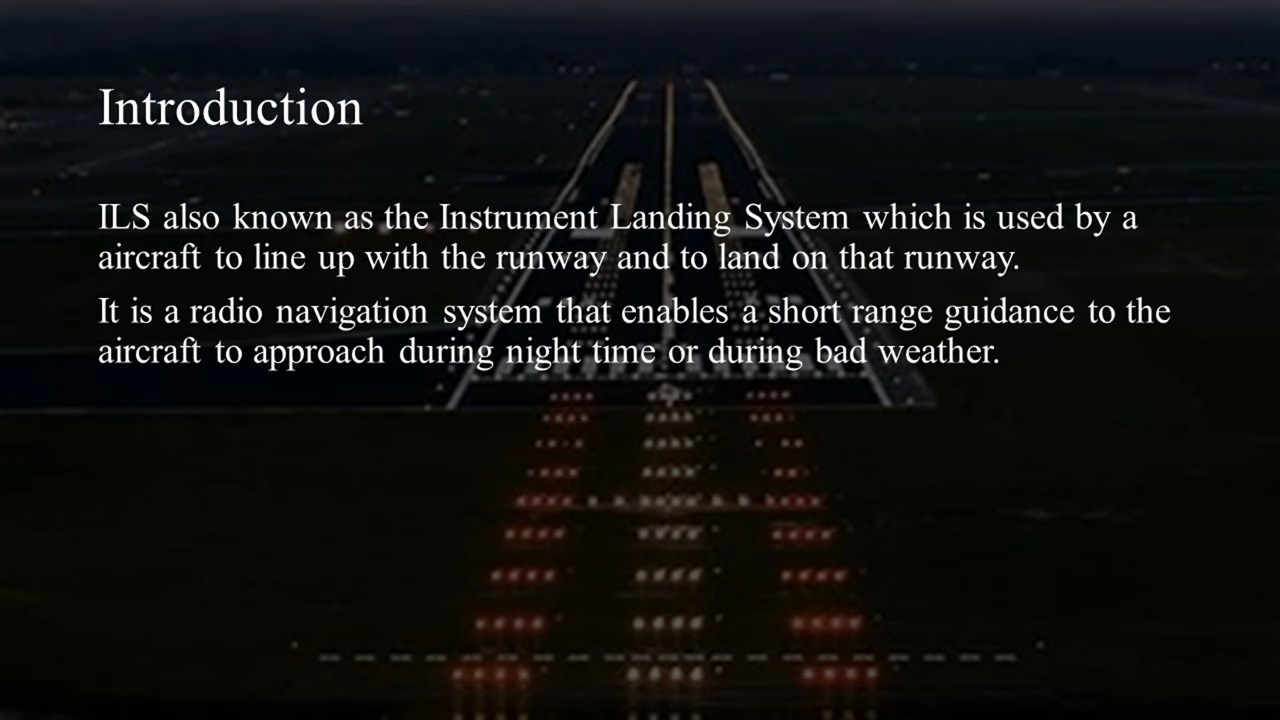 Introduction
ILS also known as the Instrument Landing System which is used by a
aircraft to line up with the runway and to land on that runway.
It is a radio navigation system that enables a short range guidance to the
aircraft to approach during night time or during bad weather.